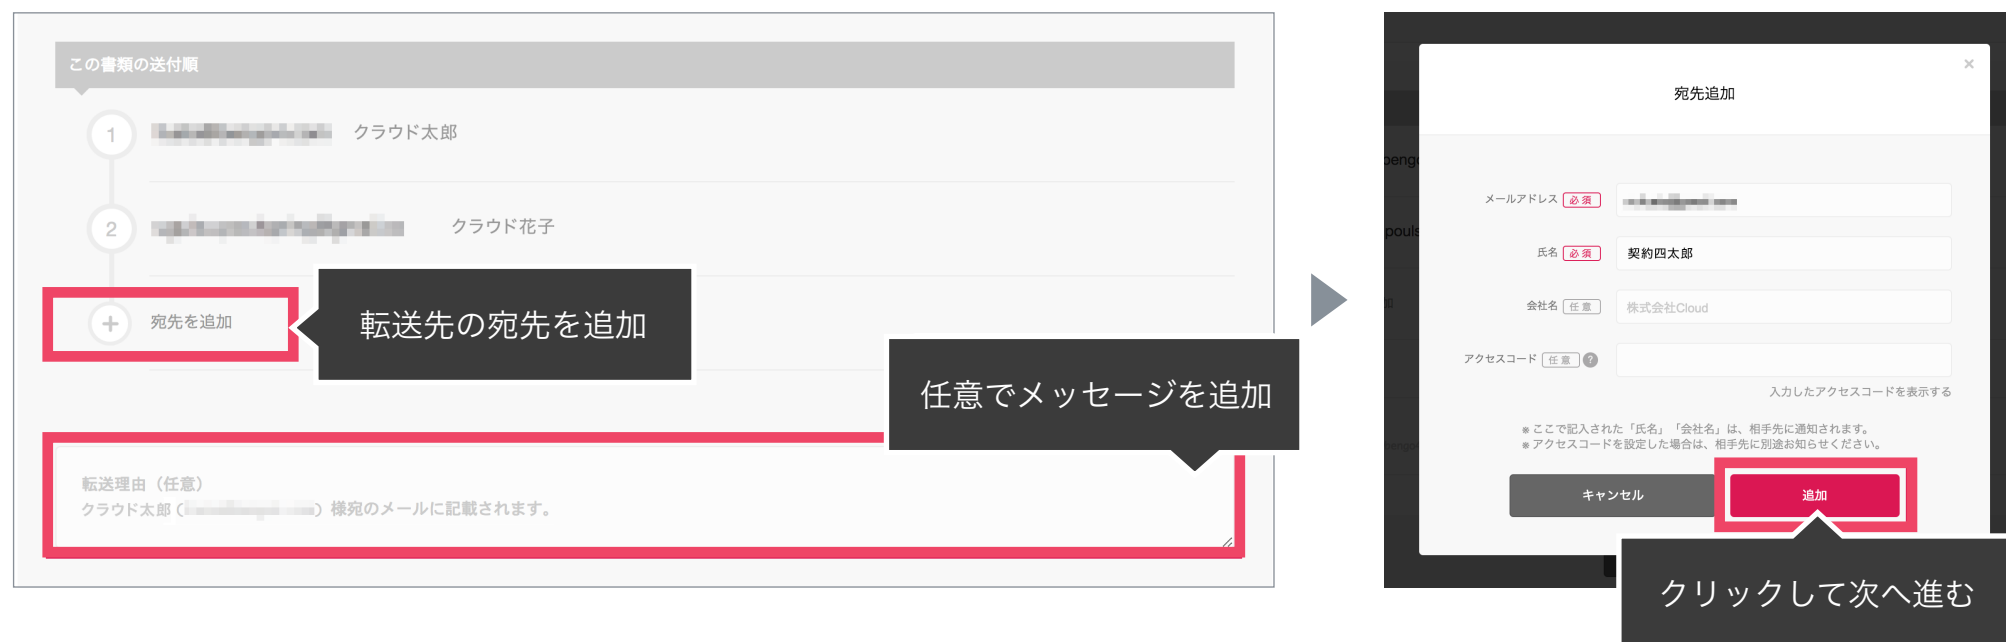 この書類の送付順
1
クラウド太郎
2
クラウド花子
宛先を追加
転送先の宛先を追加
任意でメッセージを追加
転送理由（任意）
クラウド太郎（
）様宛のメールに記載されます。
×
宛先追加
メールアドレス 必須
氏名 必須 契約四太郎
会社名 任意 株式会社Cloud
アクセスコード 任意 ?
入力したアクセスコードを表示する
※ここで記入された「氏名」「会社名」は、相手先に通知されます。
※アクセスコードを設定した場合は、相手先に別途お知らせください。
キャンセル 追加
クリックして次へ進む